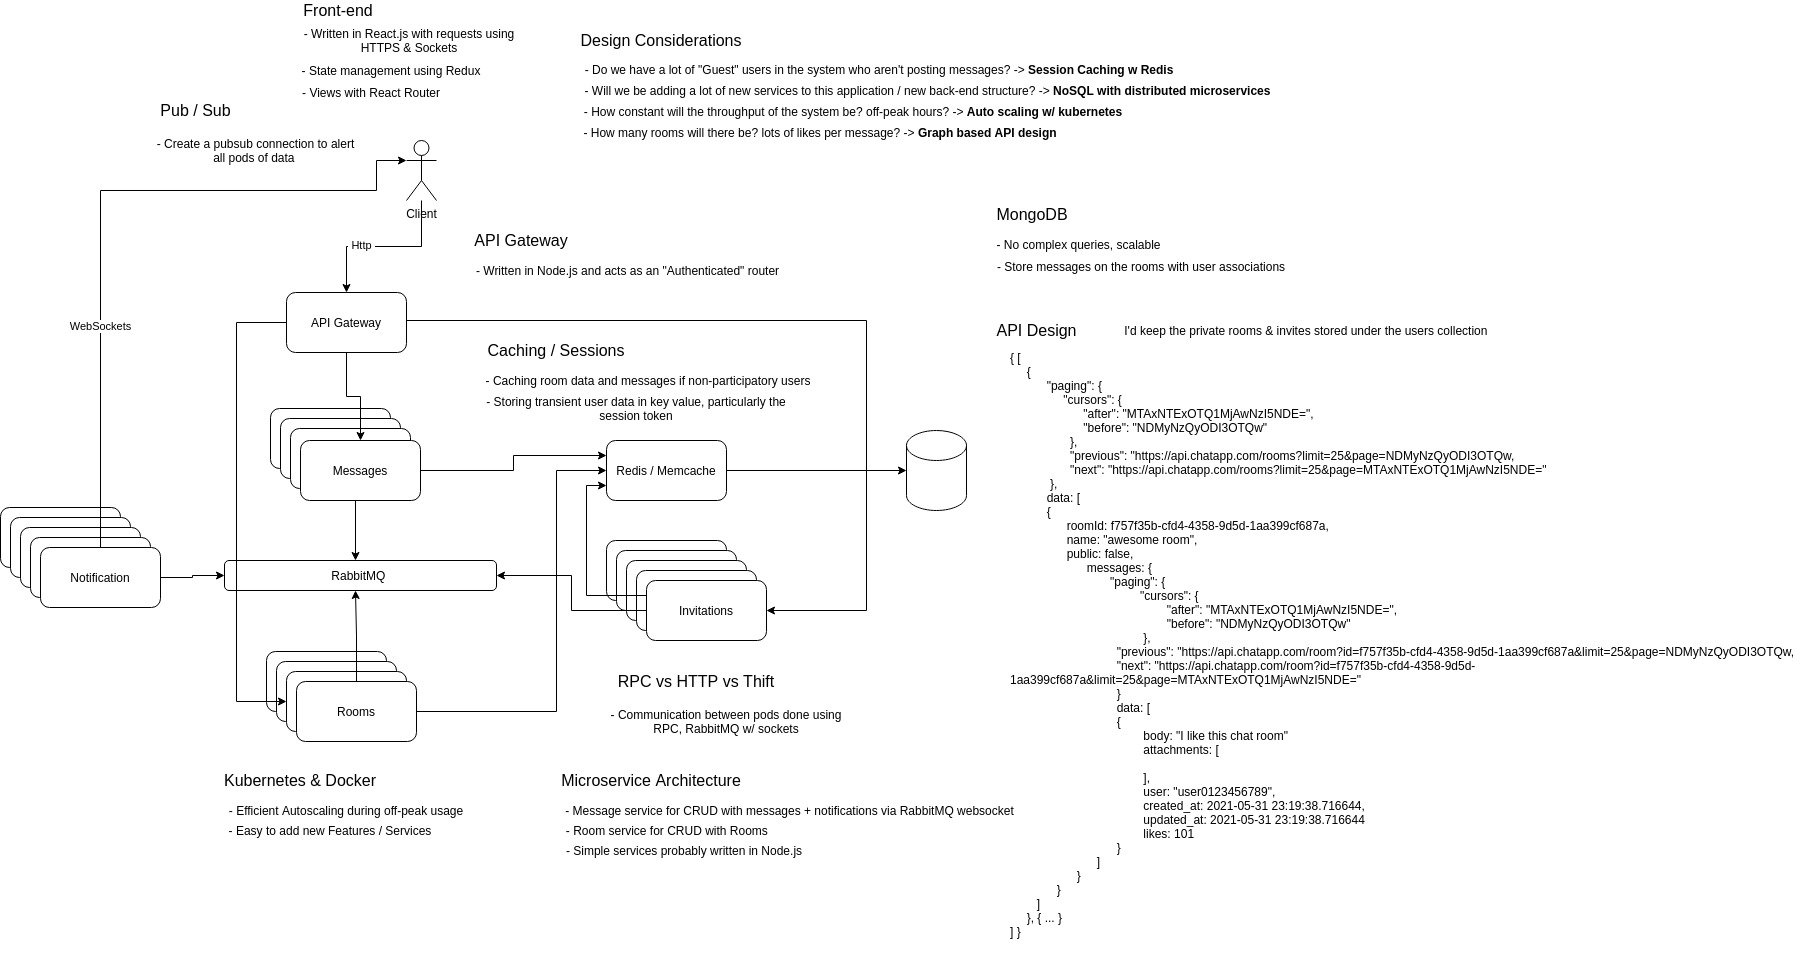 Front-end
- Written in React.js with requests using
HTTPS & Sockets
- State management using Redux
- Views with React Router
Design Considerations
- Do we have a lot of "Guest" users in the system who aren't posting messages? -> Session Caching w Redis
- Will we be adding a lot of new services to this application / new back-end structure? -> NoSQL with distributed microservices
- How constant will the throughput of the system be? off-peak hours? -> Auto scaling w/ kubernetes
- How many rooms will there be? lots of likes per message? -> Graph based API design
Pub / Sub
- Create a pubsub connection to alert
all pods of data
Client
Http
WebSockets
API Gateway
- Written in Node.js and acts as an "Authenticated" router
API Gateway
Caching / Sessions
- Caching room data and messages if non-participatory users
- Storing transient user data in key value, particularly the
session token
Messages
Redis / Memcache
Notification
RabbitMQ
Invitations
Rooms
RPC vs HTTP vs Thift
- Communication between pods done using
RPC, RabbitMQ w/ sockets
Kubernetes & Docker
- Efficient Autoscaling during off-peak usage
- Easy to add new Features / Services
Microservice Architecture
- Message service for CRUD with messages + notifications via RabbitMQ websocket
- Room service for CRUD with Rooms
- Simple services probably written in Node.js
MongoDB
- No complex queries, scalable
- Store messages on the rooms with user associations
API Design
I'd keep the private rooms & invites stored under the users collection
{ [
{
"paging": {
"cursors": {
"after": "MTAxNTExOTQ1MjAwNzI5NDE=",
"before": "NDMyNzQyODI3OTQw"
},
"previous": "https://api.chatapp.com/rooms?limit=25&page=NDMyNzQyODI3OTQw,
"next": "https://api.chatapp.com/rooms?limit=25&page=MTAxNTExOTQ1MjAwNzI5NDE="
},
data: [
{
roomId: f757f35b-cfd4-4358-9d5d-1aa399cf687a,
name: "awesome room",
public: false,
messages: {
"paging": {
"cursors": {
"after": "MTAxNTExOTQ1MjAwNzI5NDE=",
"before": "NDMyNzQyODI3OTQw"
},
"previous": "https://api.chatapp.com/room?id=f757f35b-cfd4-4358-9d5d-1aa399cf687a&limit=25&page=NDMyNzQyODI3OTQw,
"next": "https://api.chatapp.com/room?id=f757f35b-cfd4-4358-9d5d-
1aa399cf687a&limit=25&page=MTAxNTExOTQ1MjAwNzI5NDE="
}
data: [
{
body: "I like this chat room"
attachments: [
],
user: "user0123456789",
created_at: 2021-05-31 23:19:38.716644,
updated_at: 2021-05-31 23:19:38.716644
likes: 101
}
]
}
}
]
}, { ... }
] }